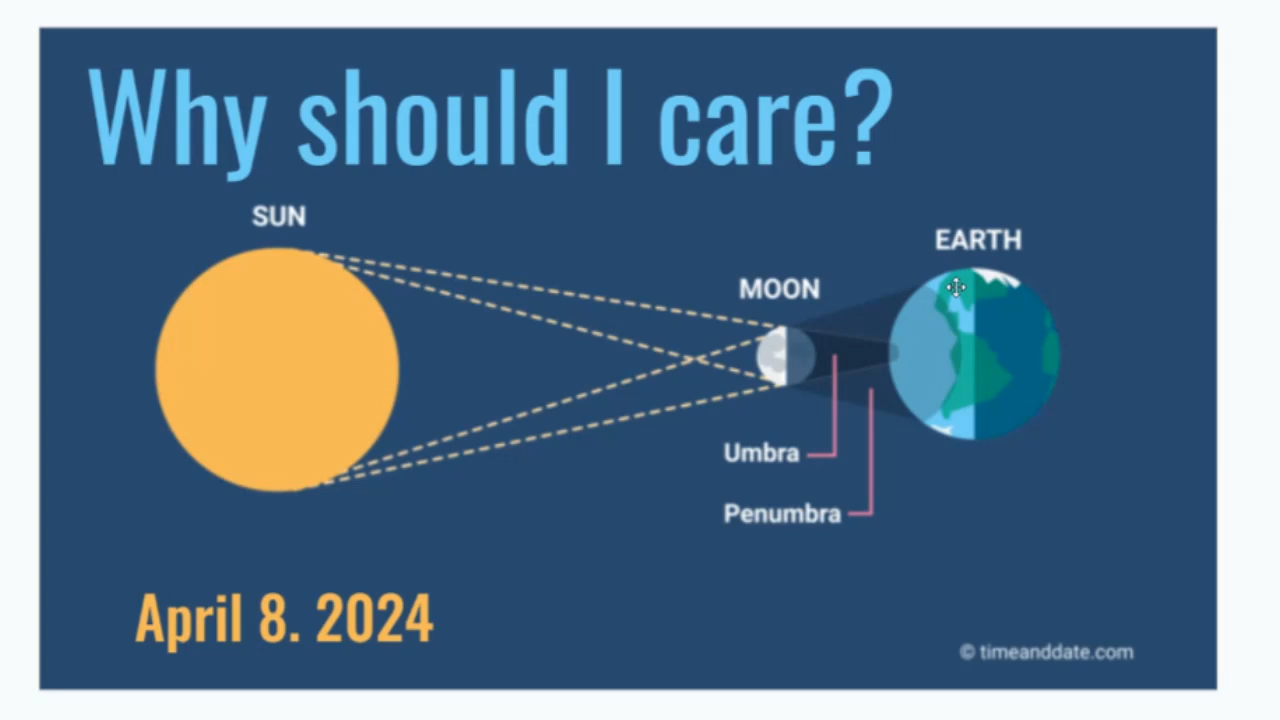 Why should I care?
SUN
EARTH
MOON
Umbra
Penumbra
April 8. 2024
© timeanddate.com